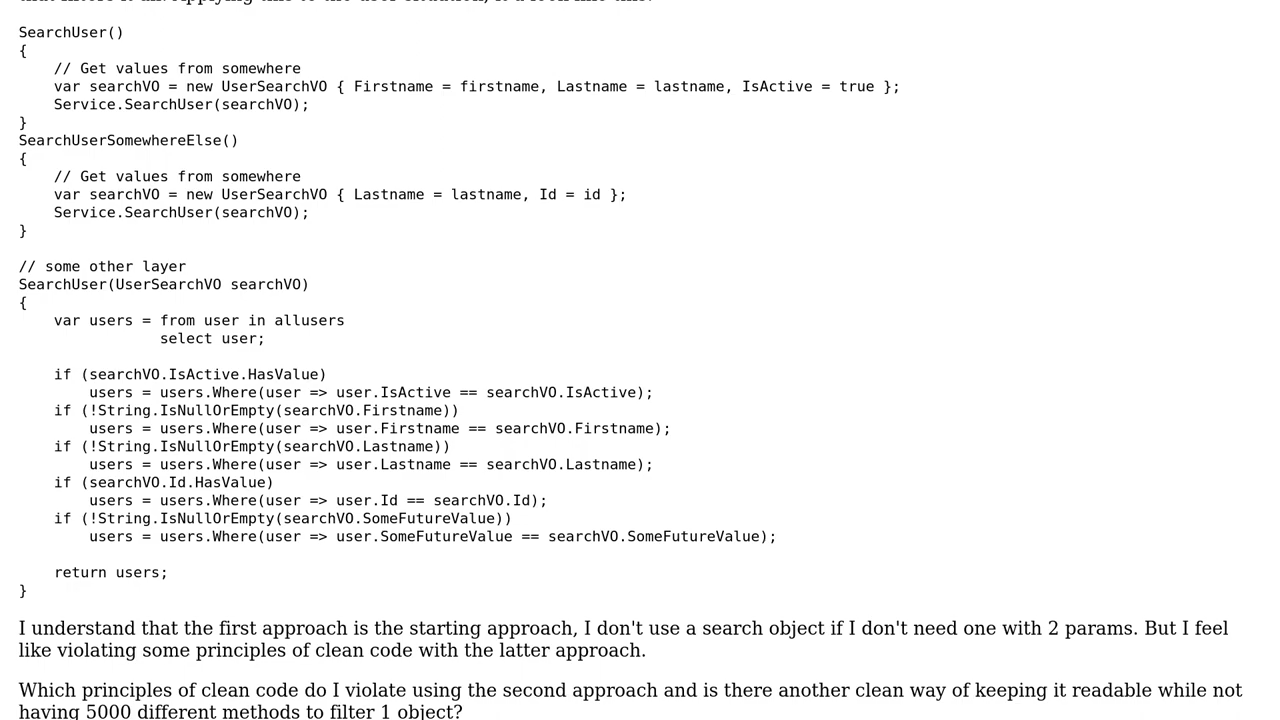 SearchUser()
{
    // Get values from somewhere
    var searchVO = new UserSearchVO { Firstname = firstname, Lastname = lastname, IsActive = true };
    Service.SearchUser(searchVO);
}
SearchUserSomewhereElse()
{
    // Get values from somewhere
    var searchVO = new UserSearchVO { Lastname = lastname, Id = id };
    Service.SearchUser(searchVO);
}

// some other layer
SearchUser(UserSearchVO searchVO)
{
    var users = from user in allusers
                select user;

    if (searchVO.IsActive.HasValue)
        users = users.Where(user => user.IsActive == searchVO.IsActive);
    if (!String.IsNullOrEmpty(searchVO.Firstname))
        users = users.Where(user => user.Firstname == searchVO.Firstname);
    if (!String.IsNullOrEmpty(searchVO.Lastname))
        users = users.Where(user => user.Lastname == searchVO.Lastname);
    if (searchVO.Id.HasValue)
        users = users.Where(user => user.Id == searchVO.Id);
    if (!String.IsNullOrEmpty(searchVO.SomeFutureValue))
        users = users.Where(user => user.SomeFutureValue == searchVO.SomeFutureValue);

    return users;
}
I understand that the first approach is the starting approach, I don't use a search object if I don't need one with 2 params. But I feel
like violating some principles of clean code with the latter approach.
Which principles of clean code do I violate using the second approach and is there another clean way of keeping it readable while not
having 5000 different methods to filter 1 object?